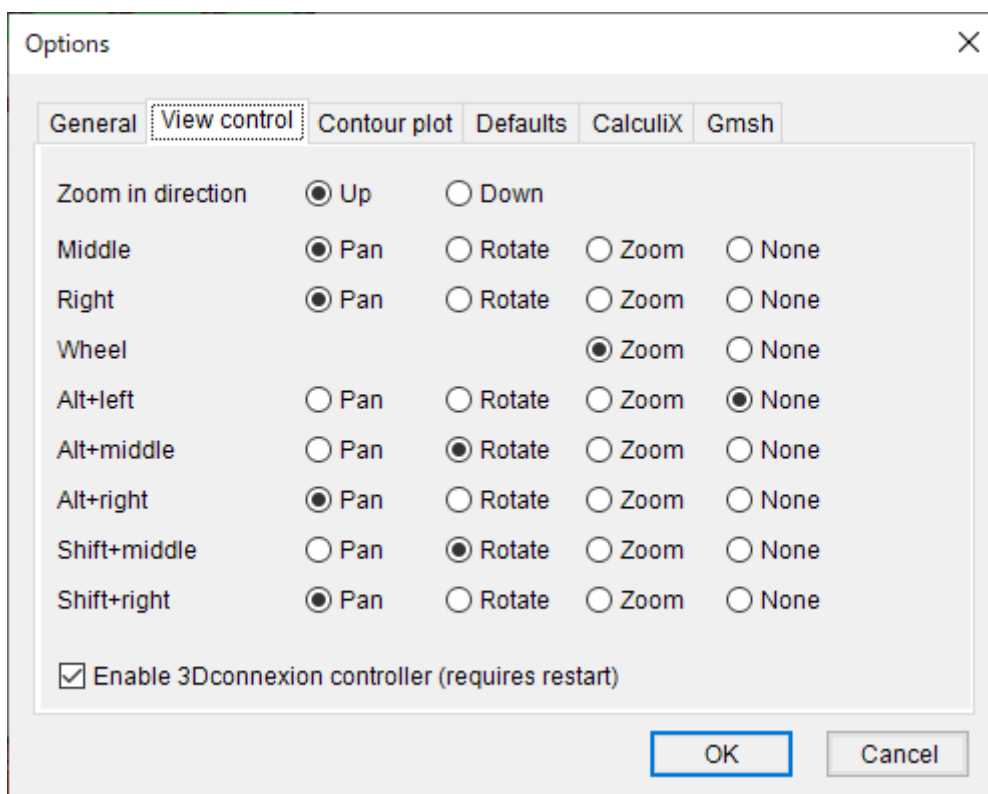 Options
General View control Contour plot Defaults CalculiX Gmsh
Zoom in direction Up Down
Middle Pan Rotate Zoom None
Right Pan Rotate Zoom None
Wheel Zoom None
Alt+left Pan Rotate Zoom None
Alt+middle Pan Rotate Zoom None
Alt+right Pan Rotate Zoom None
Shift+middle Pan Rotate Zoom None
Shift+right Pan Rotate Zoom None
Enable 3Dconnexion controller (requires restart)
OK Cancel